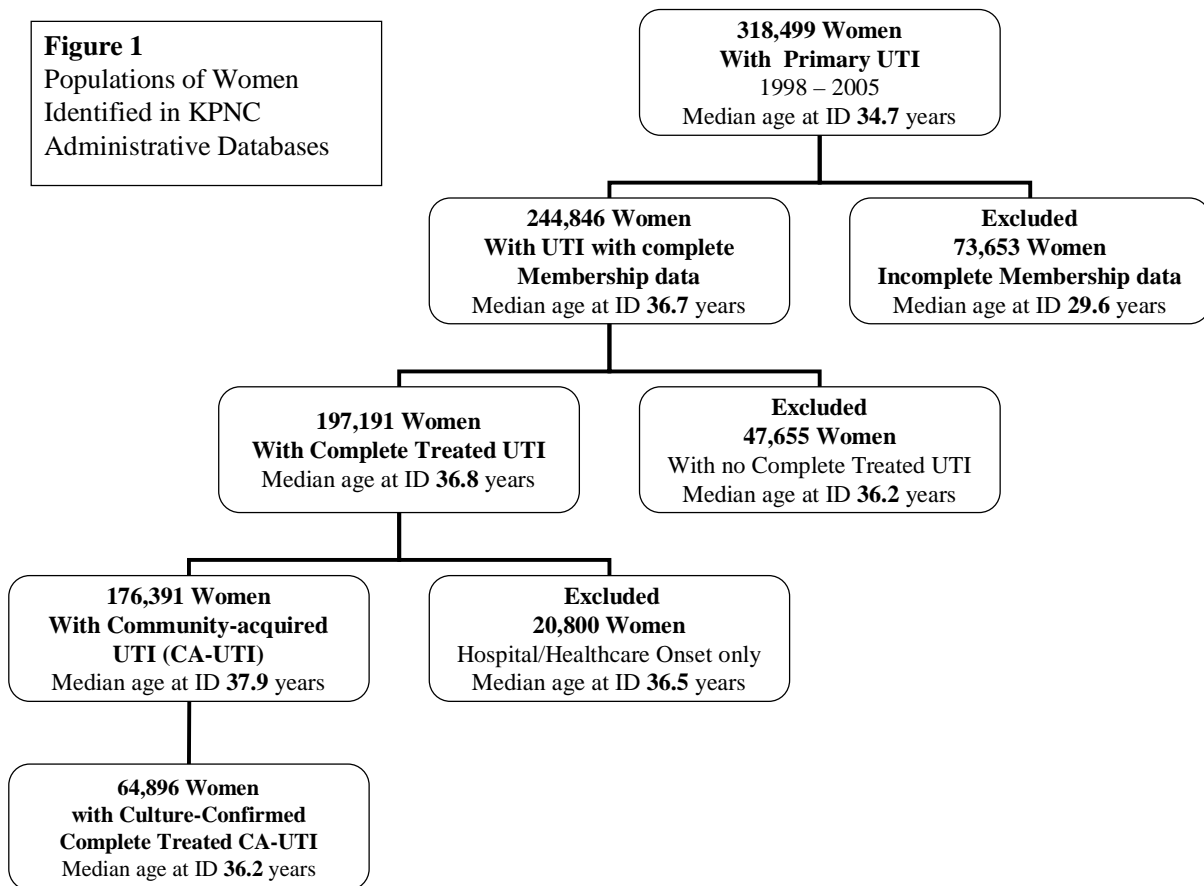 Figure 1
Populations of Women
Identified in KPNC
Administrative Databases
318,499 Women
With Primary UTI
1998 – 2005
Median age at ID 34.7 years
244,846 Women
With UTI with complete
Membership data
Median age at ID 36.7 years
Excluded
73,653 Women
Incomplete Membership data
Median age at ID 29.6 years
197,191 Women
With Complete Treated UTI
Median age at ID 36.8 years
Excluded
47,655 Women
With no Complete Treated UTI
Median age at ID 36.2 years
176,391 Women
With Community-acquired
UTI (CA-UTI)
Median age at ID 37.9 years
Excluded
20,800 Women
Hospital/Healthcare Onset only
Median age at ID 36.5 years
64,896 Women
with Culture-Confirmed
Complete Treated CA-UTI
Median age at ID 36.2 years